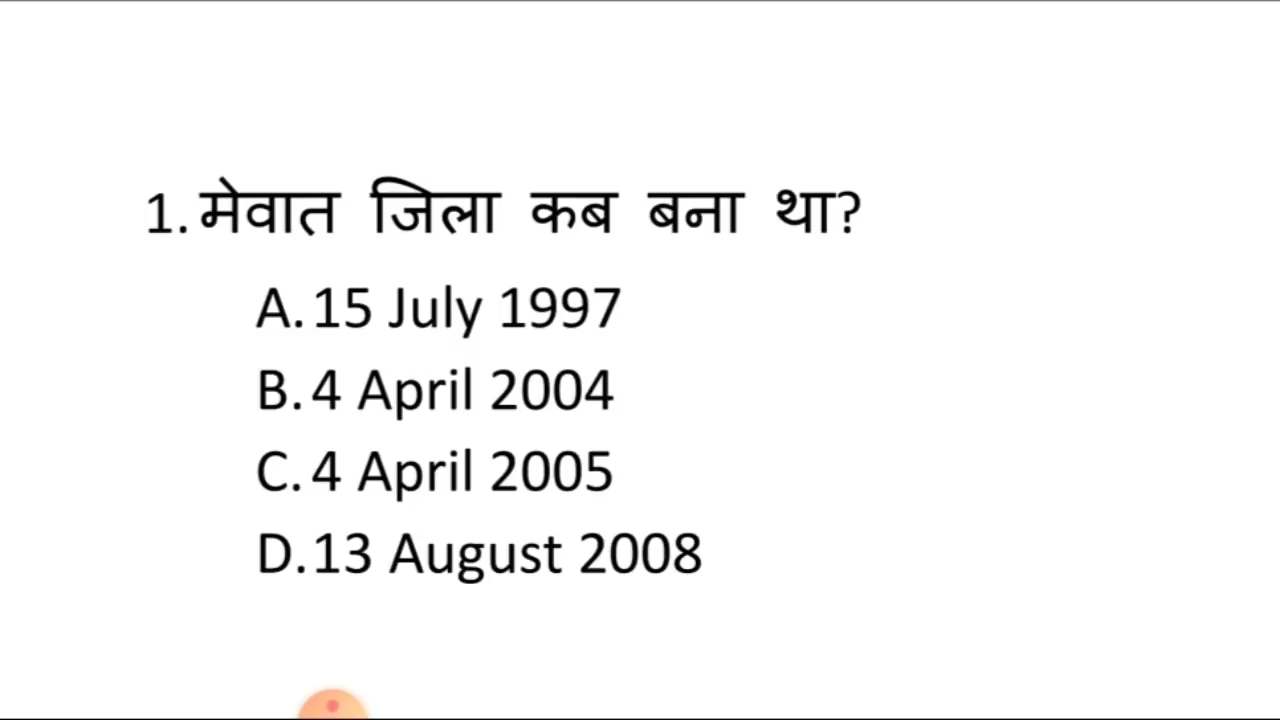 1. मेवात जिला कब बना था?
A. 15 July 1997
B. 4 April 2004
C. 4 April 2005
D. 13 August 2008